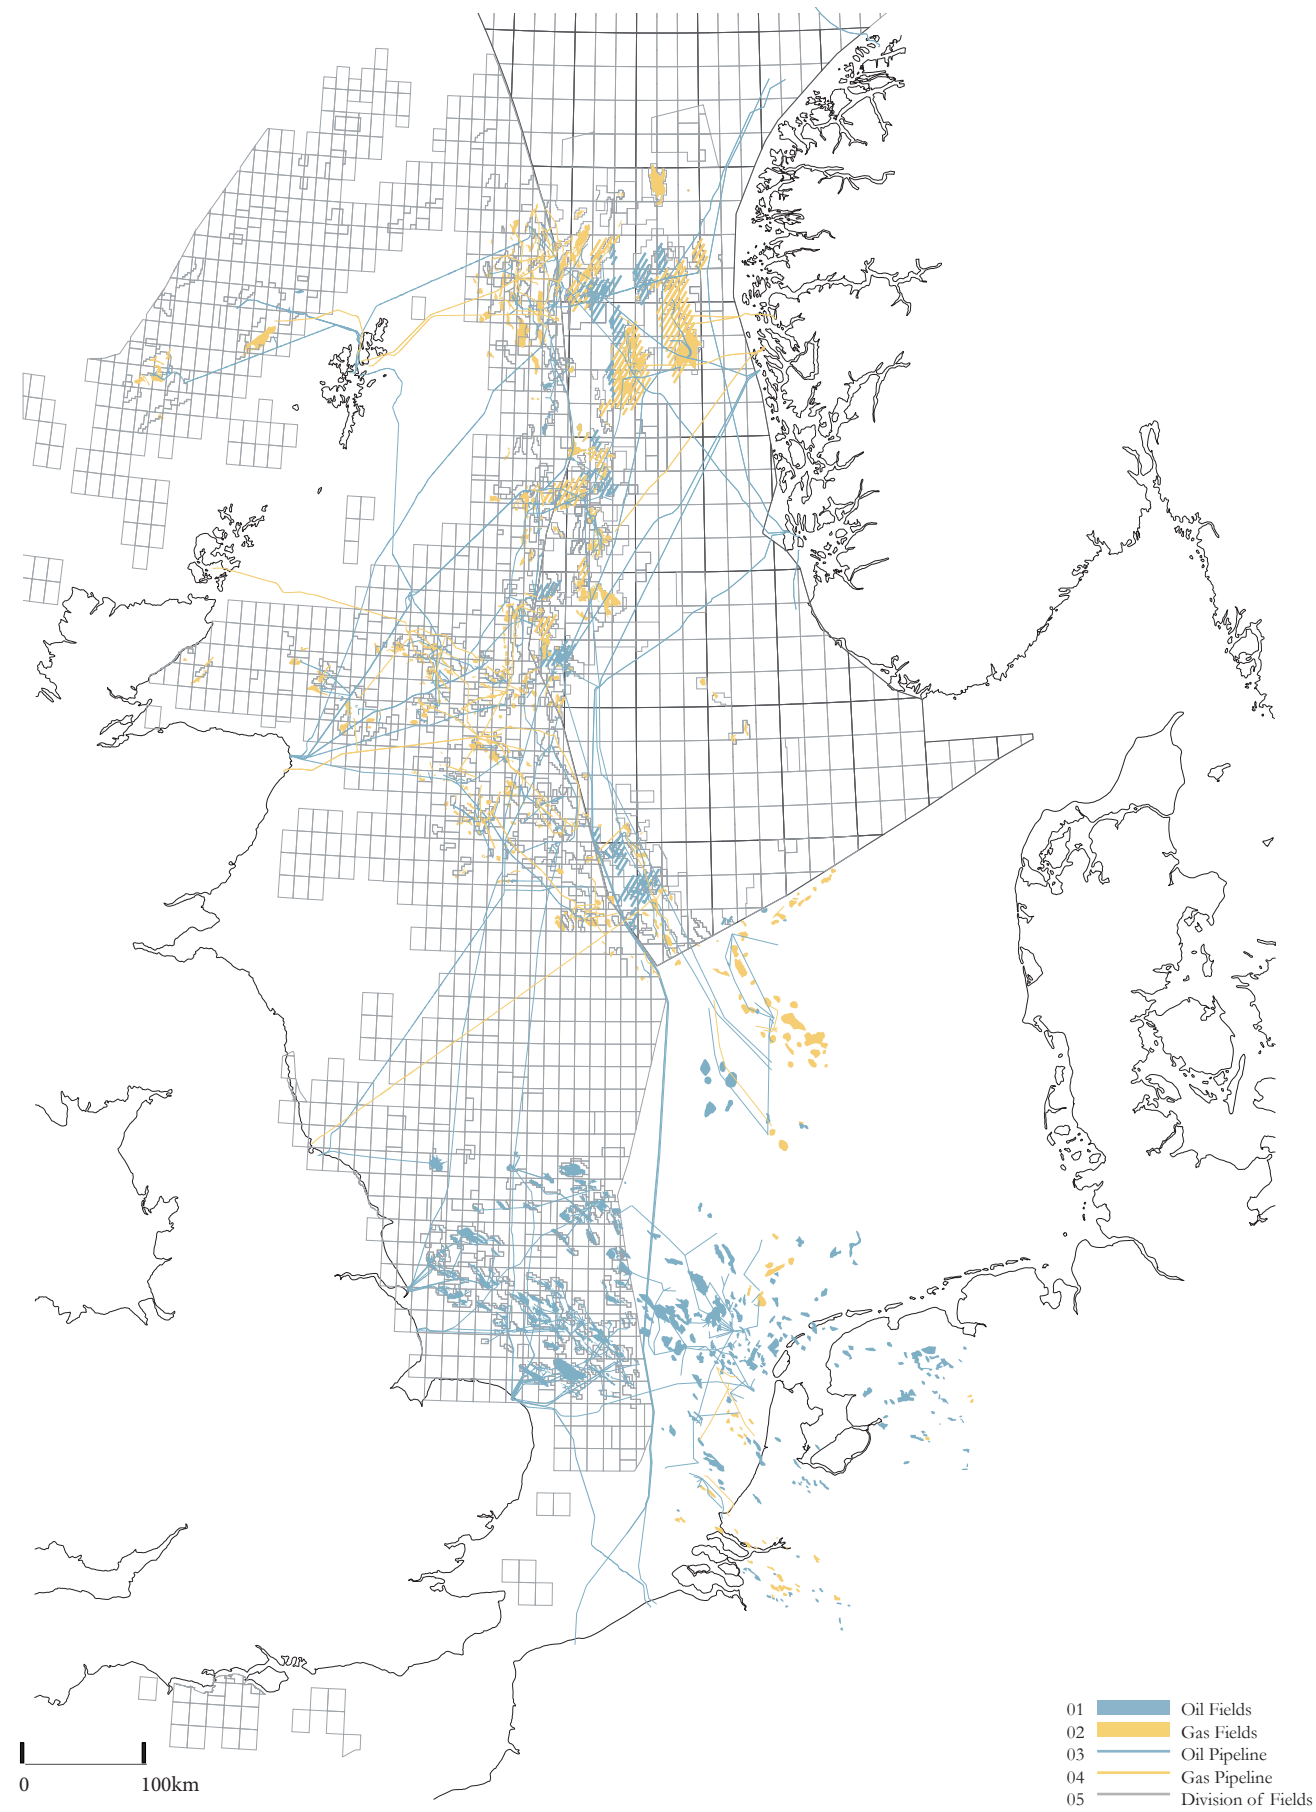 01 Oil Fields
02 Gas Fields
03 Oil Pipeline
04 Gas Pipeline
05 Division of Fields
0 100km